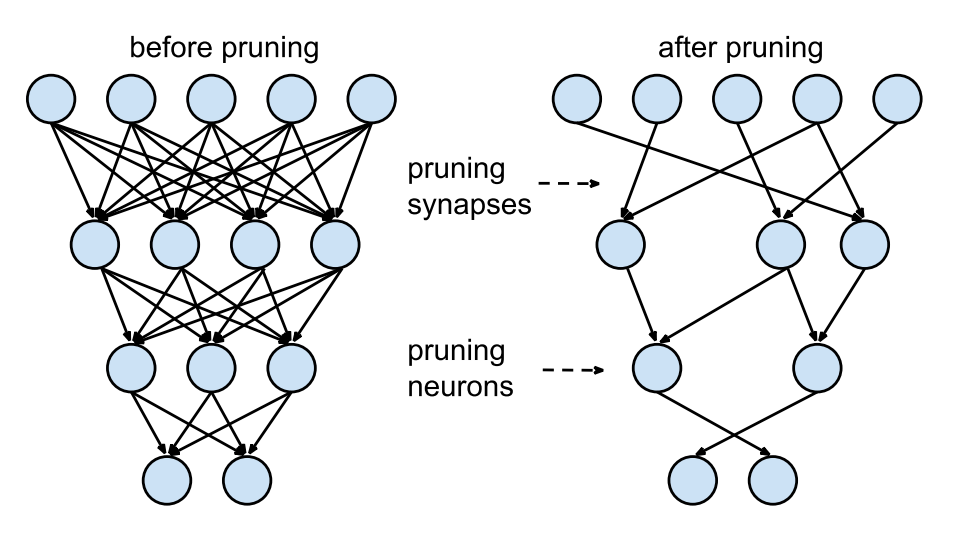 before pruning
after pruning
pruning
synapses
pruning
neurons